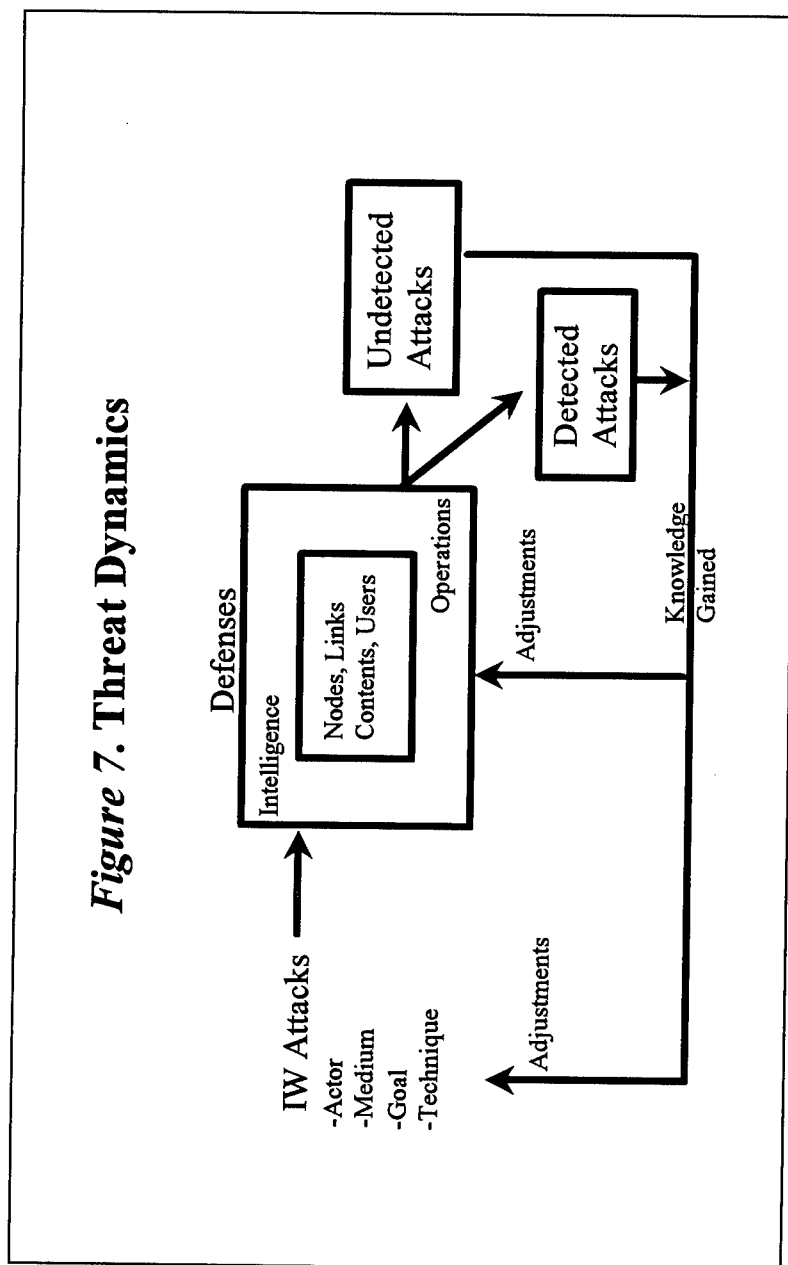 Figure 7. Threat Dynamics
Defenses
Intelligence
Nodes, Links
Contents, Users
Operations
IW Attacks
-Actor
-Medium
-Goal
-Technique
Undetected
Attacks
Detected
Attacks
Adjustments
Adjustments
Knowledge
Gained